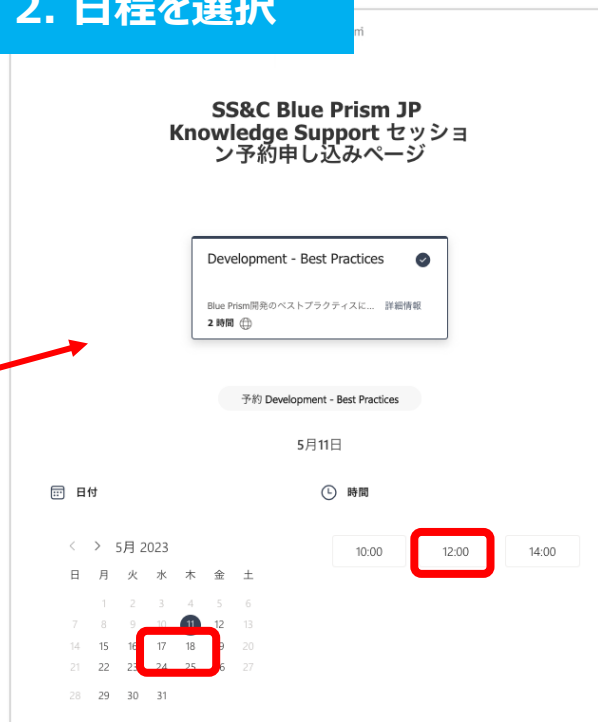 2. 日程を選択
SS&C Blue Prism JP
Knowledge Support セッショ
ン予約申し込みページ
Development - Best Practices
Blue Prism開発のベストプラクティスに... 詳細情報
2 時間
予約 Development - Best Practices
5月11日
日付
時間
< > 5月 2023
10:00 12:00 14:00
日 月 火 水 木 金 土
1 2 3 4 5 6
7 8 9 10 11 12 13
14 15 16 17 18 19 20
21 22 23 24 25 26 27
28 29 30 31